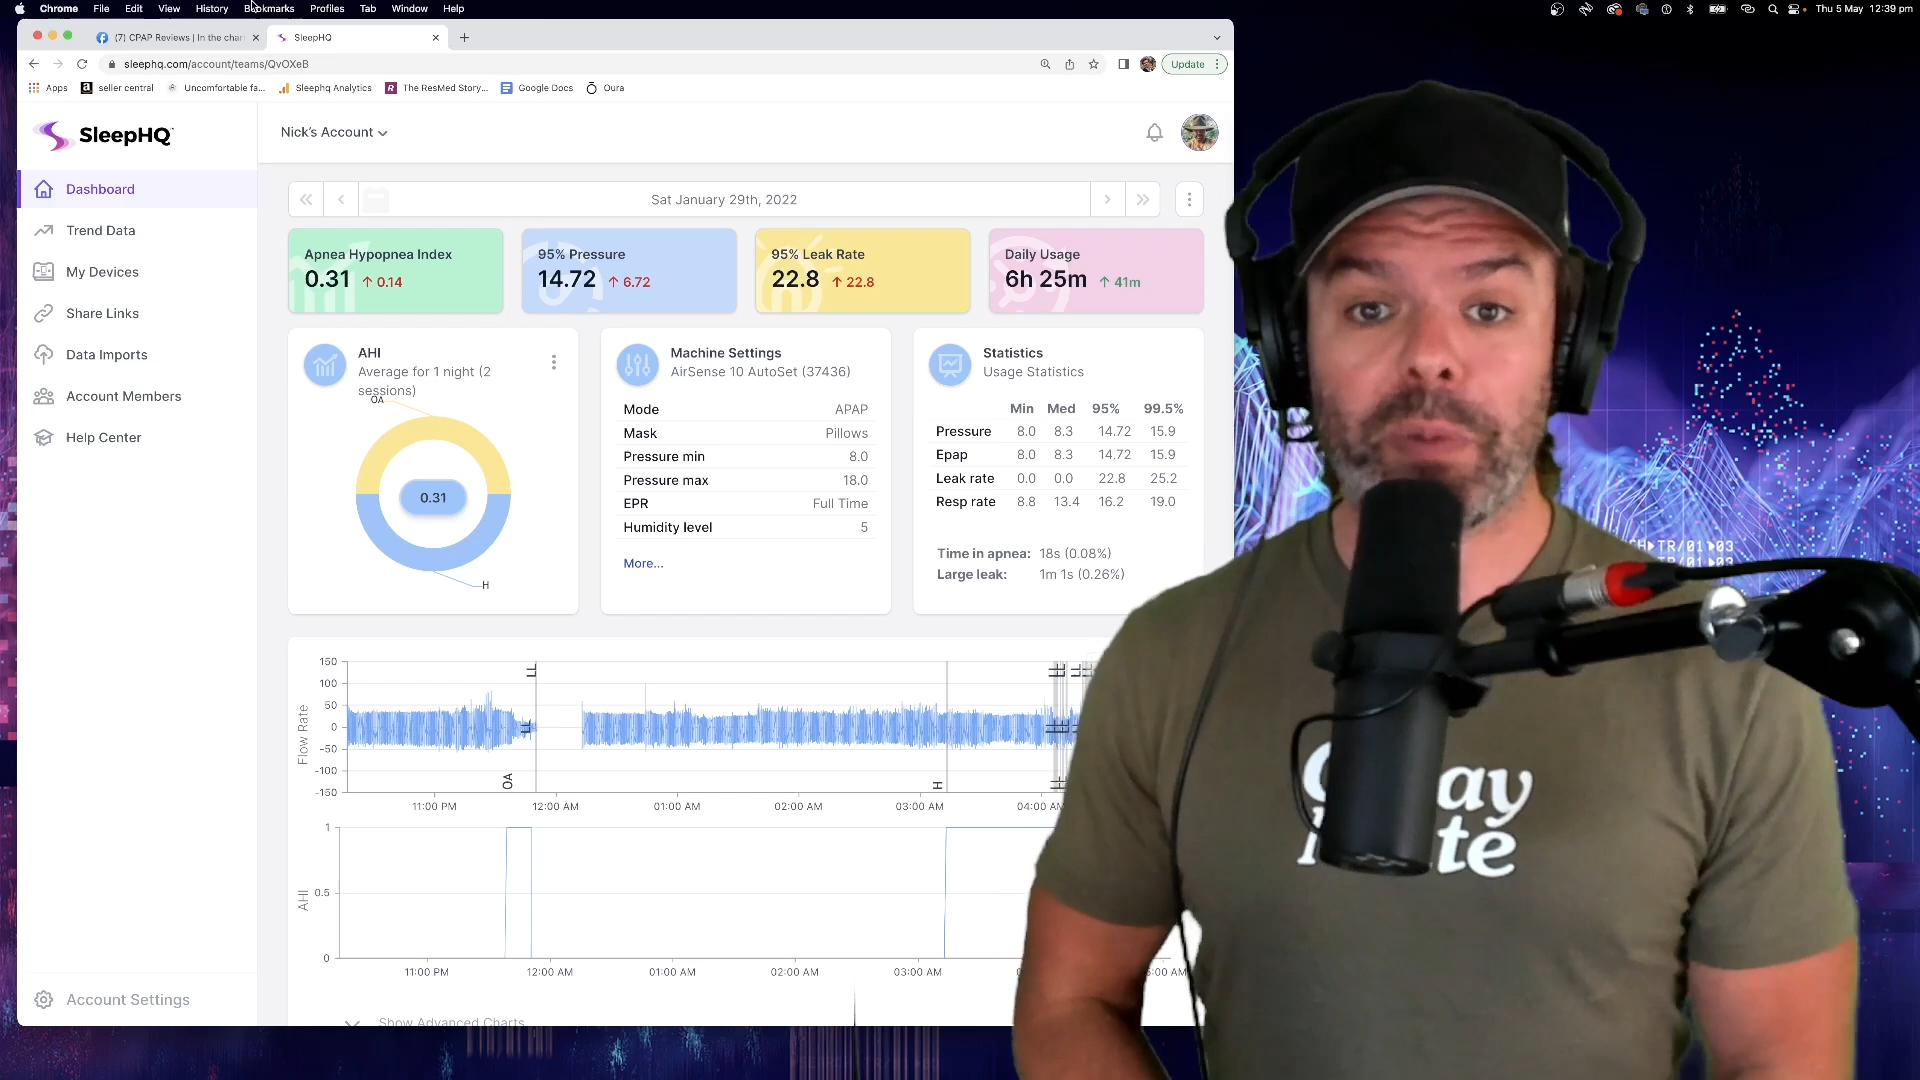 Chrome File Edit View History Bookmarks Profiles Tab Window Help
Thu 5 May 12:39 pm
(7) CPAP Reviews | In the char
SleepHQ
sleephq.com/account/teams/QvOXeB
Update
Apps
seller central
Uncomfortable fa...
Sleephq Analytics
The ResMed Story...
Google Docs
Oura
SleepHQ
Nick's Account
Dashboard
Trend Data
My Devices
Share Links
Data Imports
Account Members
Help Center
Account Settings
Sat January 29th, 2022
Apnea Hypopnea Index
0.31 ↑ 0.14
95% Pressure
14.72 ↑ 6.72
95% Leak Rate
22.8 ↑ 22.8
Daily Usage
6h 25m ↑ 41m
AHI
Average for 1 night (2
sessions)
OA
0.31
H
Machine Settings
AirSense 10 AutoSet (37436)
Mode APAP
Mask Pillows
Pressure min 8.0
Pressure max 18.0
EPR Full Time
Humidity level 5
More...
Statistics
Usage Statistics
Min Med 95% 99.5%
Pressure 8.0 8.3 14.72 15.9
Epap 8.0 8.3 14.72 15.9
Leak rate 0.0 0.0 22.8 25.2
Resp rate 8.8 13.4 16.2 19.0
Time in apnea: 18s (0.08%)
Large leak: 1m 1s (0.26%)
Flow Rate
150
100
50
0
-50
-100
-150
LL
LL
OA
H
LL
LL
11:00 PM 12:00 AM 01:00 AM 02:00 AM 03:00 AM 04:00 AM
AHI
1
0.5
0
11:00 PM 12:00 AM 01:00 AM 02:00 AM 03:00 AM
Show Advanced Charts